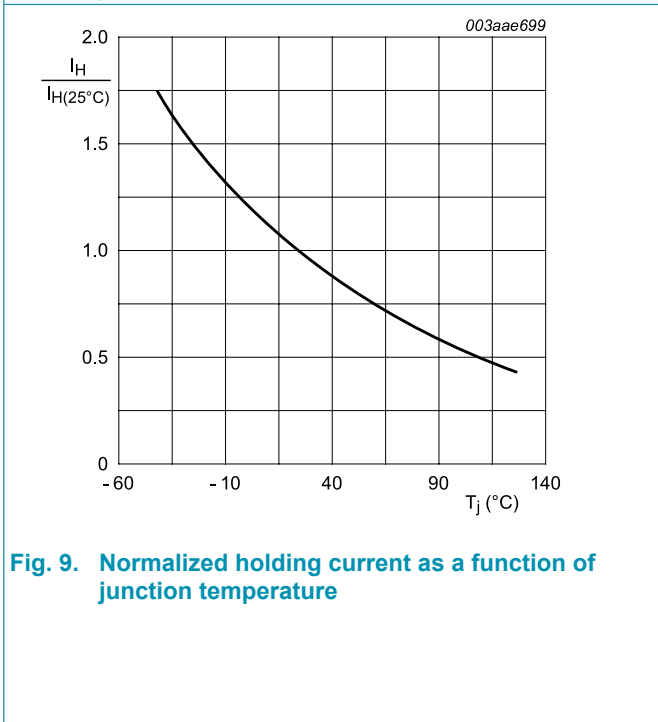 003aae699
2.0
I_H
I_H(25°C)
1.5
1.0
0.5
0
- 60 - 10 40 90 140
T_j (°C)
Fig. 9. Normalized holding current as a function of
junction temperature